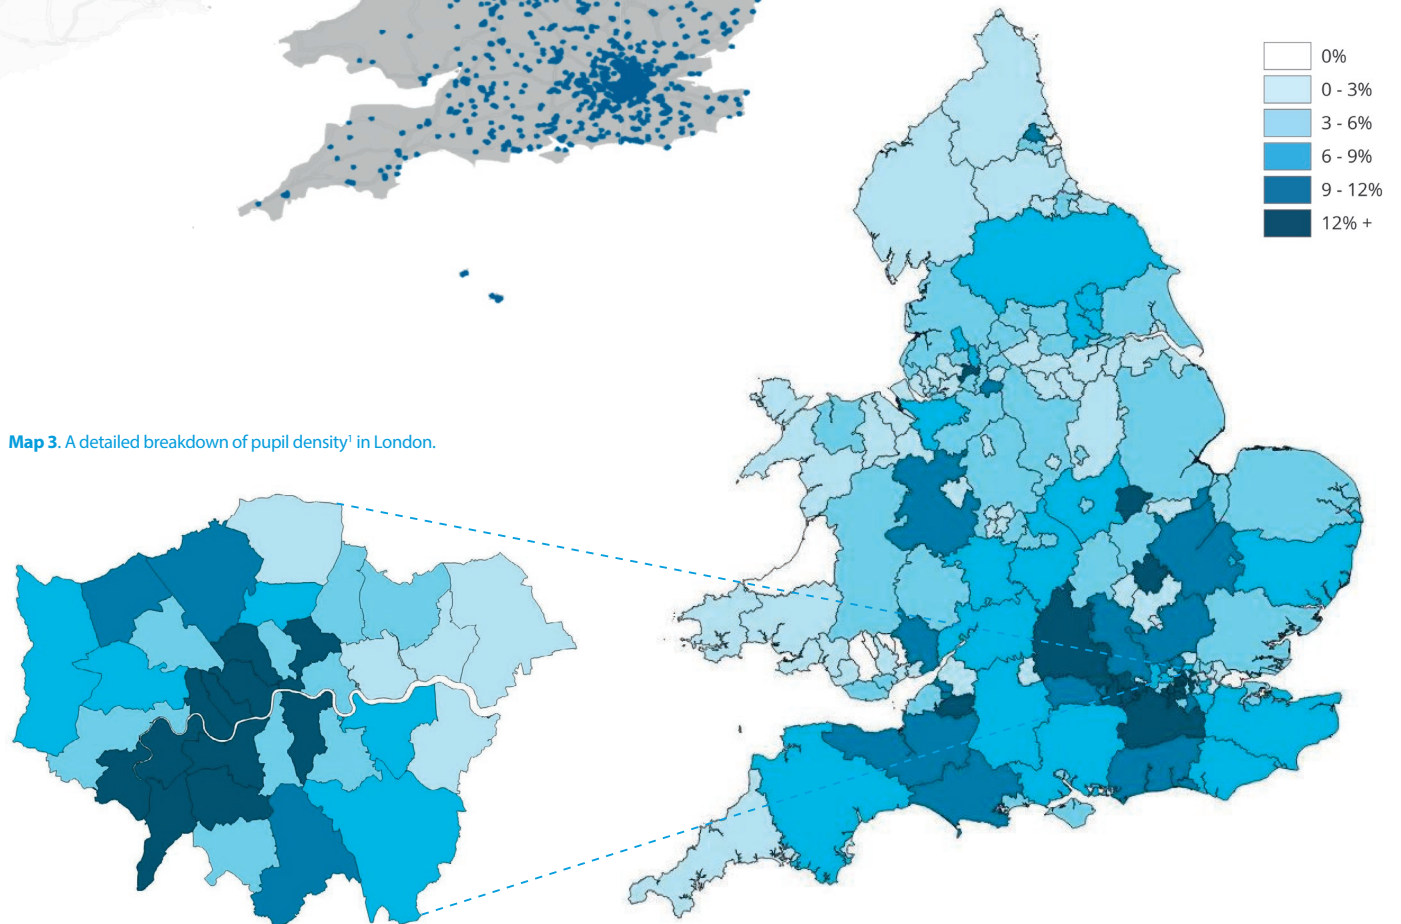 0%
0 - 3%
3 - 6%
6 - 9%
9 - 12%
12% +
Map 3. A detailed breakdown of pupil density¹ in London.